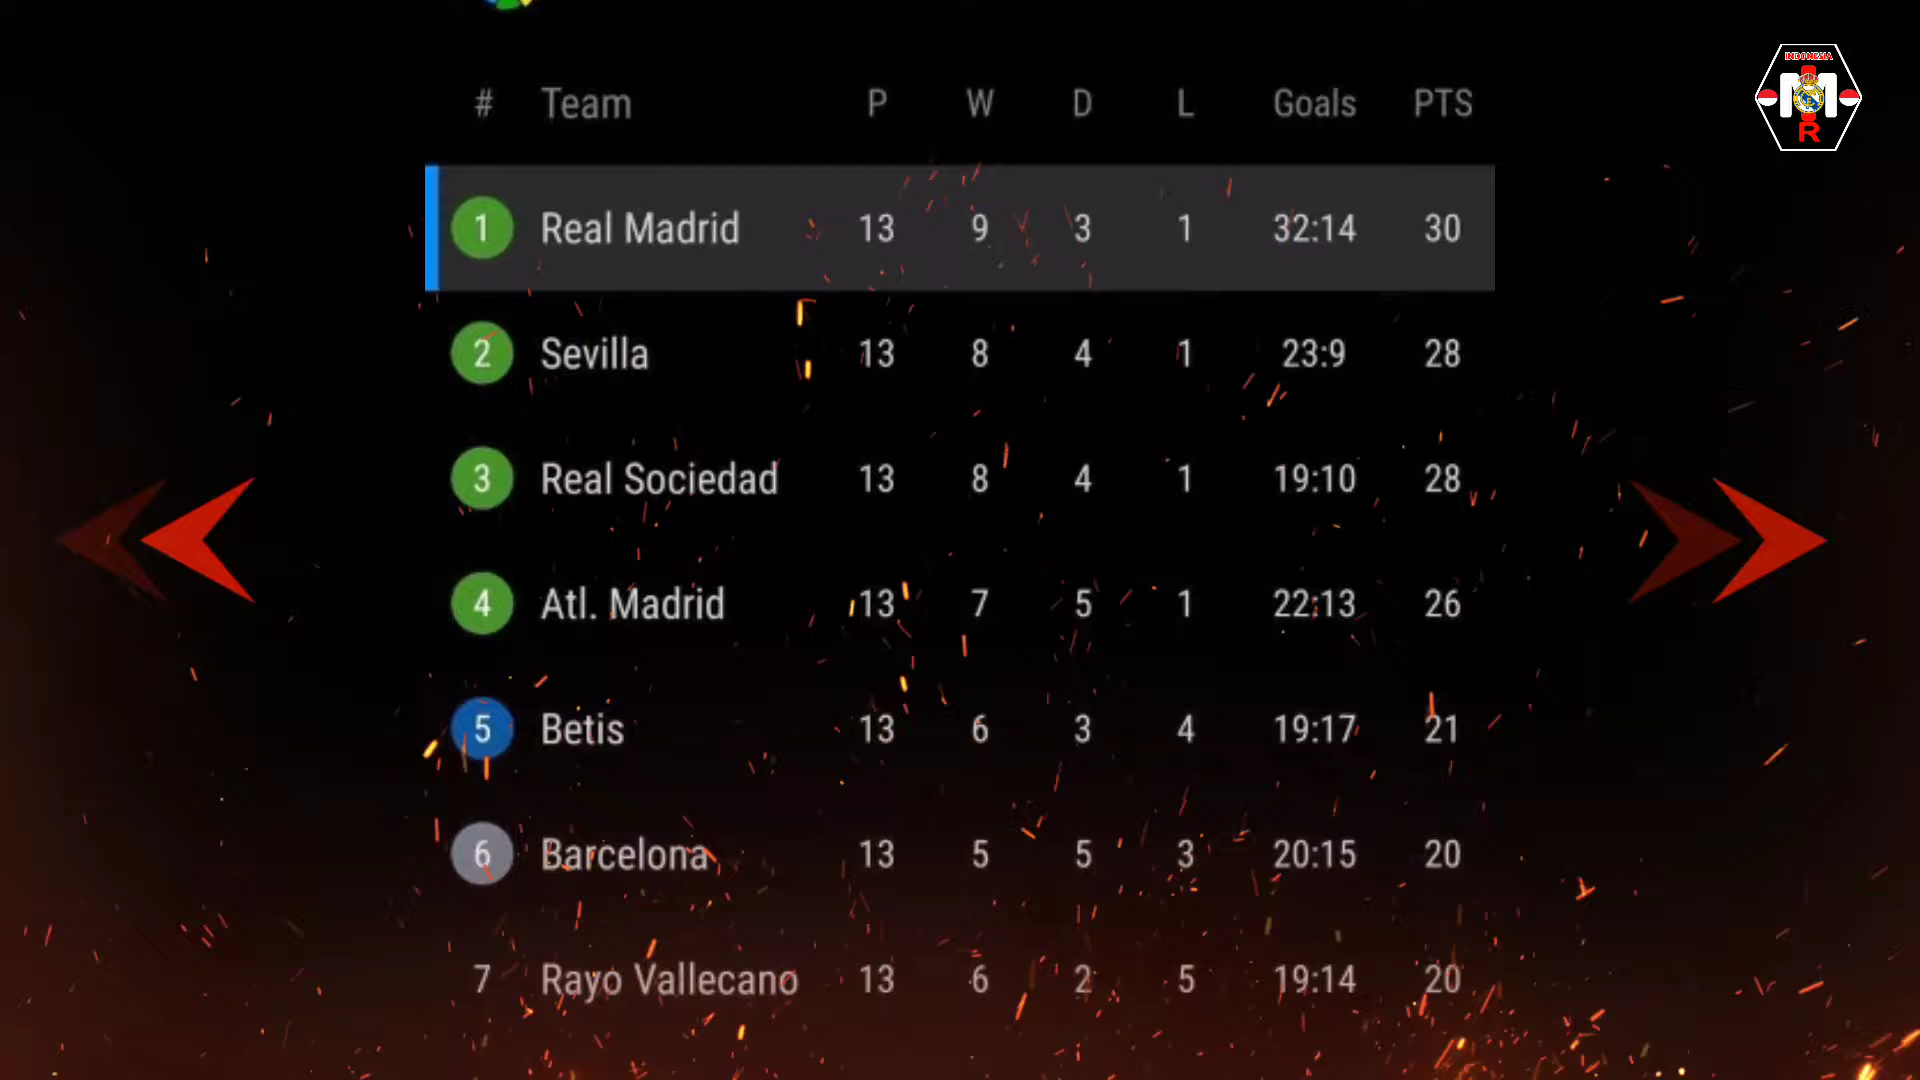 INDONESIA
M
R
# Team P W D L Goals PTS
1 Real Madrid 13 9 3 1 32:14 30
2 Sevilla 13 8 4 1 23:9 28
3 Real Sociedad 13 8 4 1 19:10 28
4 Atl. Madrid 13 7 5 1 22:13 26
5 Betis 13 6 3 4 19:17 21
6 Barcelona 13 5 5 3 20:15 20
7 Rayo Vallecano 13 6 2 5 19:14 20